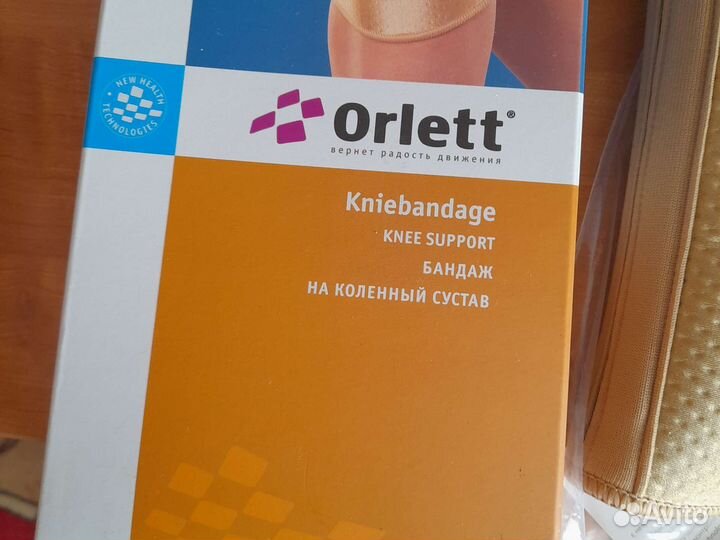 NEW HEALTH
TECHNOLOGIES
Orlett®
вернет радость движения
Kniebandage
KNEE SUPPORT
БАНДАЖ
НА КОЛЕННЫЙ СУСТАВ
Avito